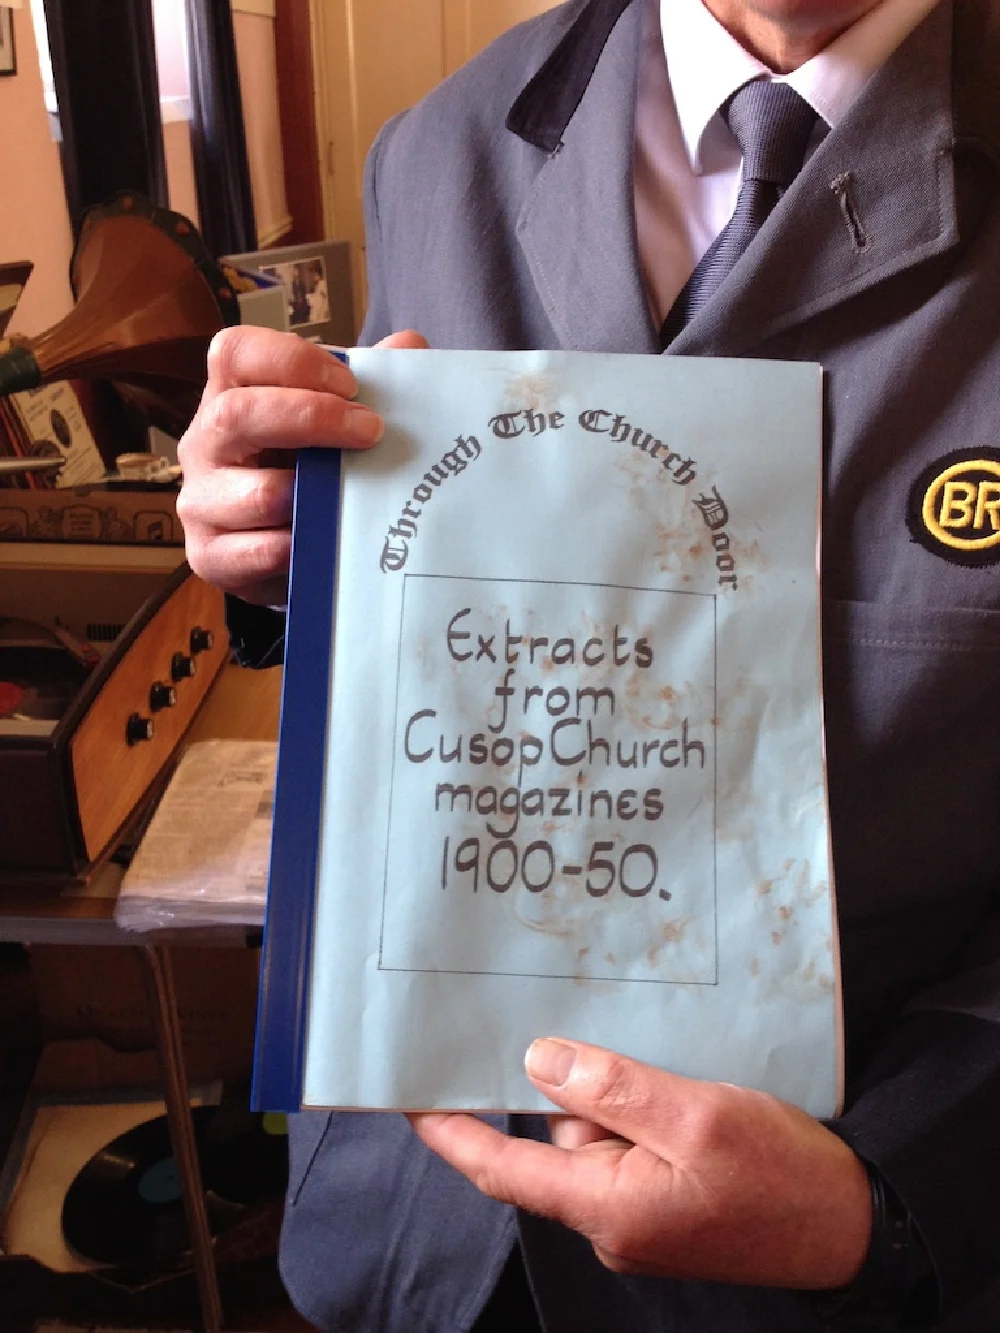 Through The Church Door
Extracts
from
Cusop Church
magazines
1900-50.
BR